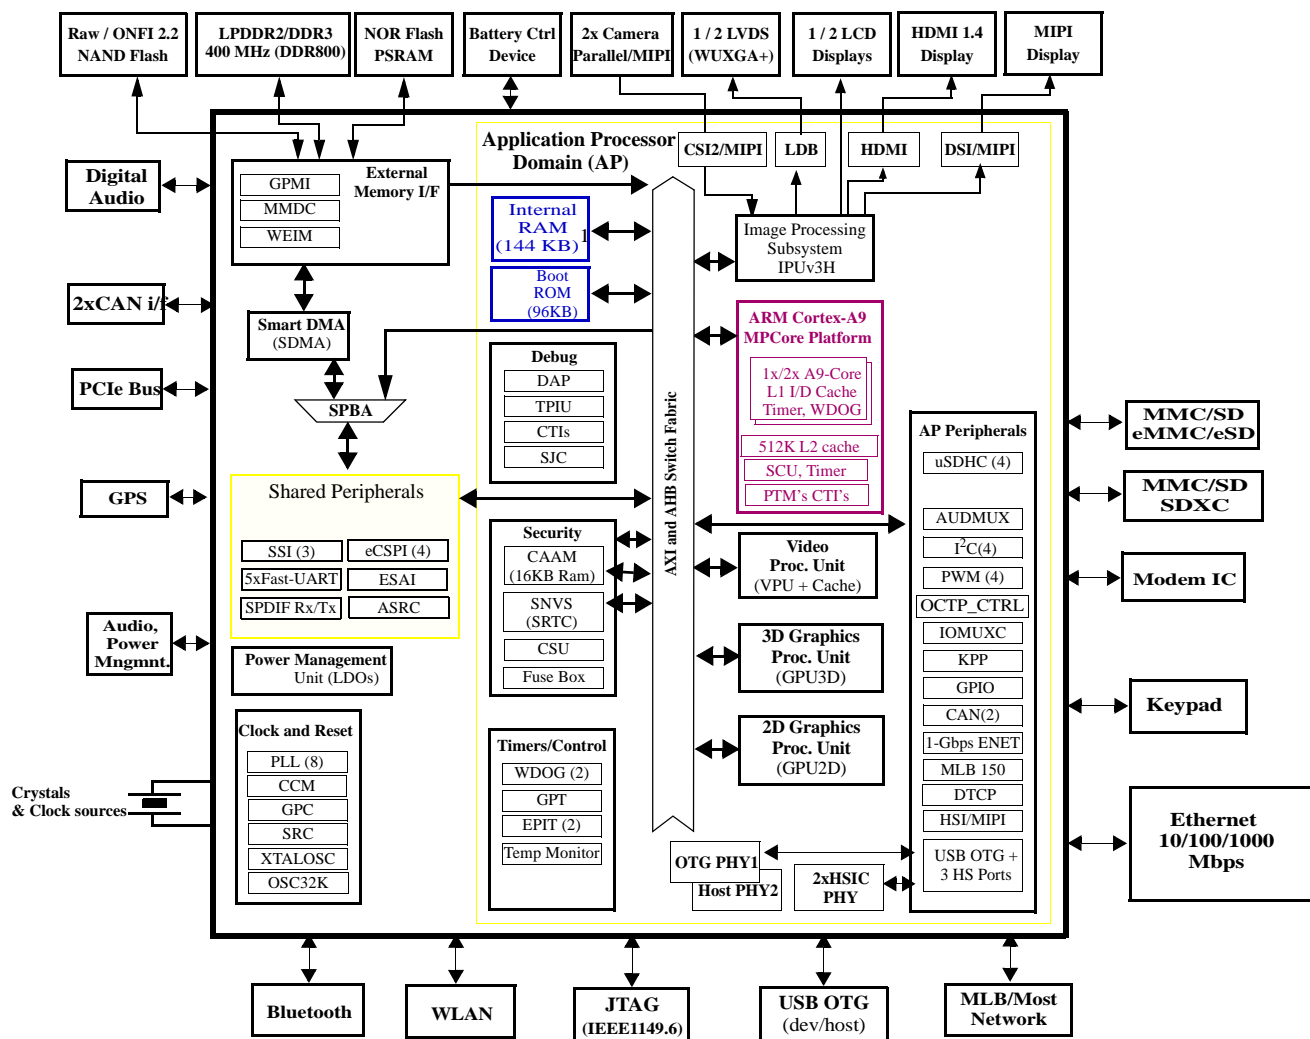 Raw / ONFI 2.2
NAND Flash
LPDDR2/DDR3
400 MHz (DDR800)
NOR Flash
PSRAM
Battery Ctrl
Device
2x Camera
Parallel/MIPI
1 / 2 LVDS
(WUXGA+)
1 / 2 LCD
Displays
HDMI 1.4
Display
MIPI
Display
Digital
Audio
2xCAN i/f
PCIe Bus
GPS
Audio,
Power
Mngmnt.
Crystals
& Clock sources
External
Memory I/F
GPMI
MMDC
WEIM
Smart DMA
(SDMA)
SPBA
Shared Peripherals
SSI (3)
eCSPI (4)
5xFast-UART
ESAI
SPDIF Rx/Tx
ASRC
Power Management
Unit (LDOs)
Clock and Reset
PLL (8)
CCM
GPC
SRC
XTALOSC
OSC32K
Application Processor
Domain (AP)
CSI2/MIPI
LDB
HDMI
DSI/MIPI
Internal
RAM
(144 KB)
1
Boot
ROM
(96KB)
Debug
DAP
TPIU
CTIs
SJC
Security
CAAM
(16KB Ram)
SNVS
(SRTC)
CSU
Fuse Box
Timers/Control
WDOG (2)
GPT
EPIT (2)
Temp Monitor
AXI and AHB Switch Fabric
Image Processing
Subsystem
IPUv3H
ARM Cortex-A9
MPCore Platform
1x/2x A9-Core
L1 I/D Cache
Timer, WDOG
512K L2 cache
SCU, Timer
PTM's CTI's
Video
Proc. Unit
(VPU + Cache)
3D Graphics
Proc. Unit
(GPU3D)
2D Graphics
Proc. Unit
(GPU2D)
OTG PHY1
Host PHY2
2xHSIC
PHY
AP Peripherals
uSDHC (4)
AUDMUX
I2C(4)
PWM (4)
OCTP_CTRL
IOMUXC
KPP
GPIO
CAN(2)
1-Gbps ENET
MLB 150
DTCP
HSI/MIPI
USB OTG +
3 HS Ports
MMC/SD
eMMC/eSD
MMC/SD
SDXC
Modem IC
Keypad
Ethernet
10/100/1000
Mbps
Bluetooth
WLAN
JTAG
(IEEE1149.6)
USB OTG
(dev/host)
MLB/Most
Network